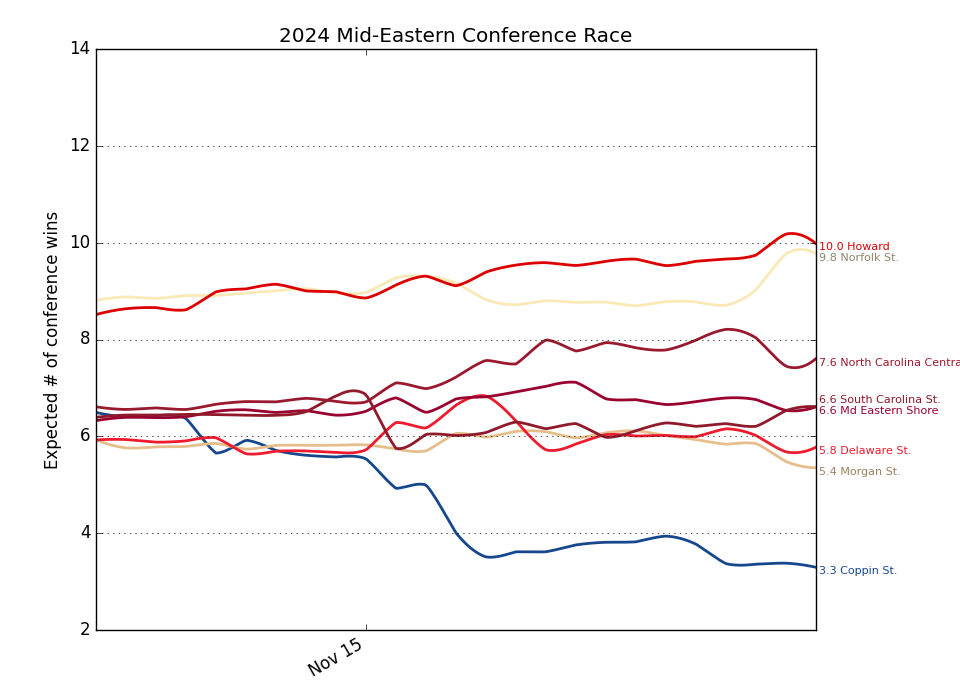 2024 Mid-Eastern Conference Race
14
12
10
8
6
4
2
Expected # of conference wins
Nov 15
10.0 Howard
9.8 Norfolk St.
7.6 North Carolina Centra
6.6 South Carolina St.
6.6 Md Eastern Shore
5.8 Delaware St.
5.4 Morgan St.
3.3 Coppin St.